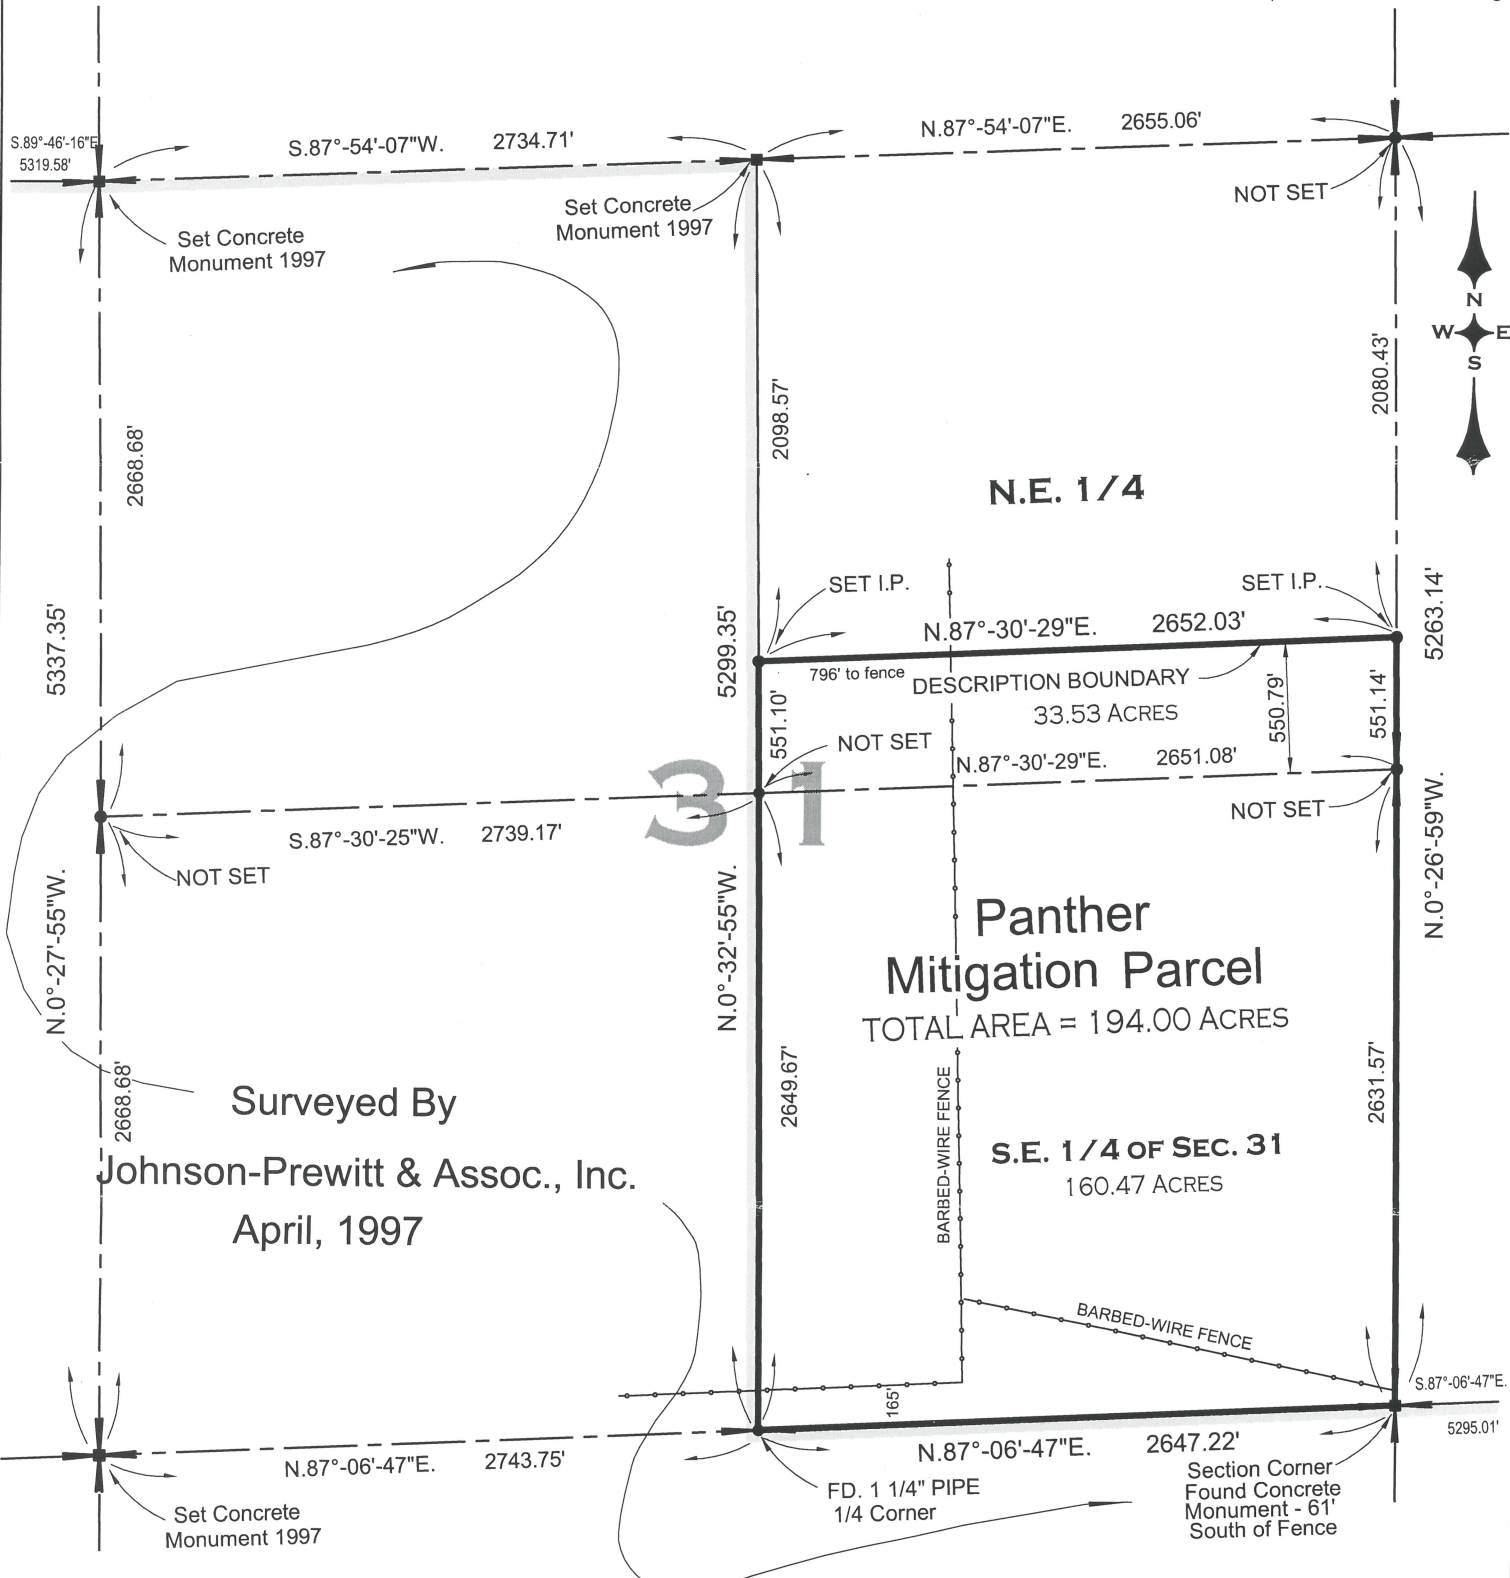 S.89°-46'-16"E
5319.58'
S.87°-54'-07"W. 2734.71'
N.87°-54'-07"E. 2655.06'
Set Concrete
Monument 1997
Set Concrete
Monument 1997
NOT SET
N
W E
S
2668.68'
2098.57'
2080.43'
N.E. 1/4
SET I.P.
SET I.P.
N.87°-30'-29"E. 2652.03'
5337.35'
5299.35'
5263.14'
796' to fence
DESCRIPTION BOUNDARY
33.53 ACRES
551.10'
550.79'
551.14'
NOT SET
N.87°-30'-29"E. 2651.08'
31
NOT SET
S.87°-30'-25"W. 2739.17'
NOT SET
N.0°-27'-55"W.
N.0°-32'-55"W.
N.0°-26'-59"W.
Panther
Mitigation Parcel
TOTAL AREA = 194.00 ACRES
2668.68'
2649.67'
BARBED-WIRE FENCE
2631.57'
Surveyed By
Johnson-Prewitt & Assoc., Inc.
April, 1997
S.E. 1/4 OF SEC. 31
160.47 ACRES
BARBED-WIRE FENCE
165'
S.87°-06'-47"E.
5295.01'
N.87°-06'-47"E. 2743.75'
N.87°-06'-47"E. 2647.22'
Set Concrete
Monument 1997
FD. 1 1/4" PIPE
1/4 Corner
Section Corner
Found Concrete
Monument - 61'
South of Fence